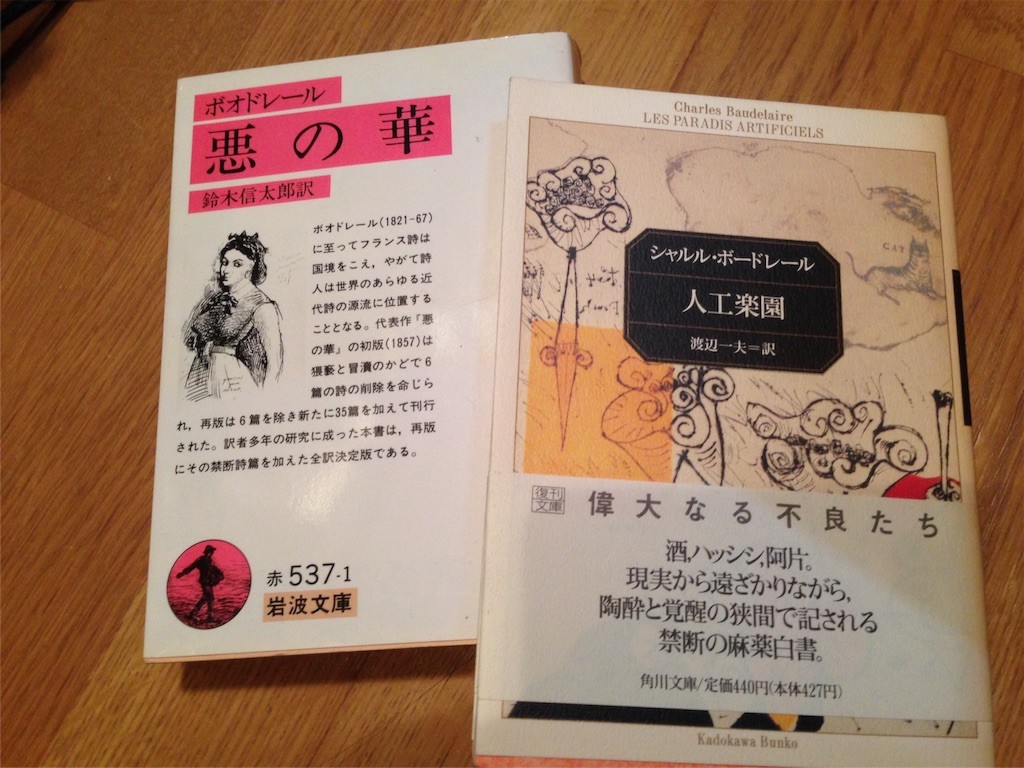 ボオドレール
悪の華
鈴木信太郎訳
ボオドレール(1821-67)
に至ってフランス詩は
国境をこえ，やがて詩
人は世界のあらゆる近
代詩の源流に位置する
こととなる。代表作『悪
の華』の初版(1857)は
猥褻と冒瀆のかどで6
篇の詩の削除を命じら
れ，再版は6篇を除き新たに35篇を加えて刊行
された。訳者多年の研究に成った本書は，再版
にその禁断詩篇を加えた全訳決定版である。
赤 537-1
岩波文庫
Charles Baudelaire
LES PARADIS ARTIFICIELS
CAT
シャルル・ボードレール
人工楽園
渡辺一夫＝訳
復刊
文庫
偉大なる不良たち
酒,ハッシシ,阿片。
現実から遠ざかりながら,
陶酔と覚醒の狭間で記される
禁断の麻薬白書。
角川文庫/定価440円(本体427円)
Kadokawa Bunko